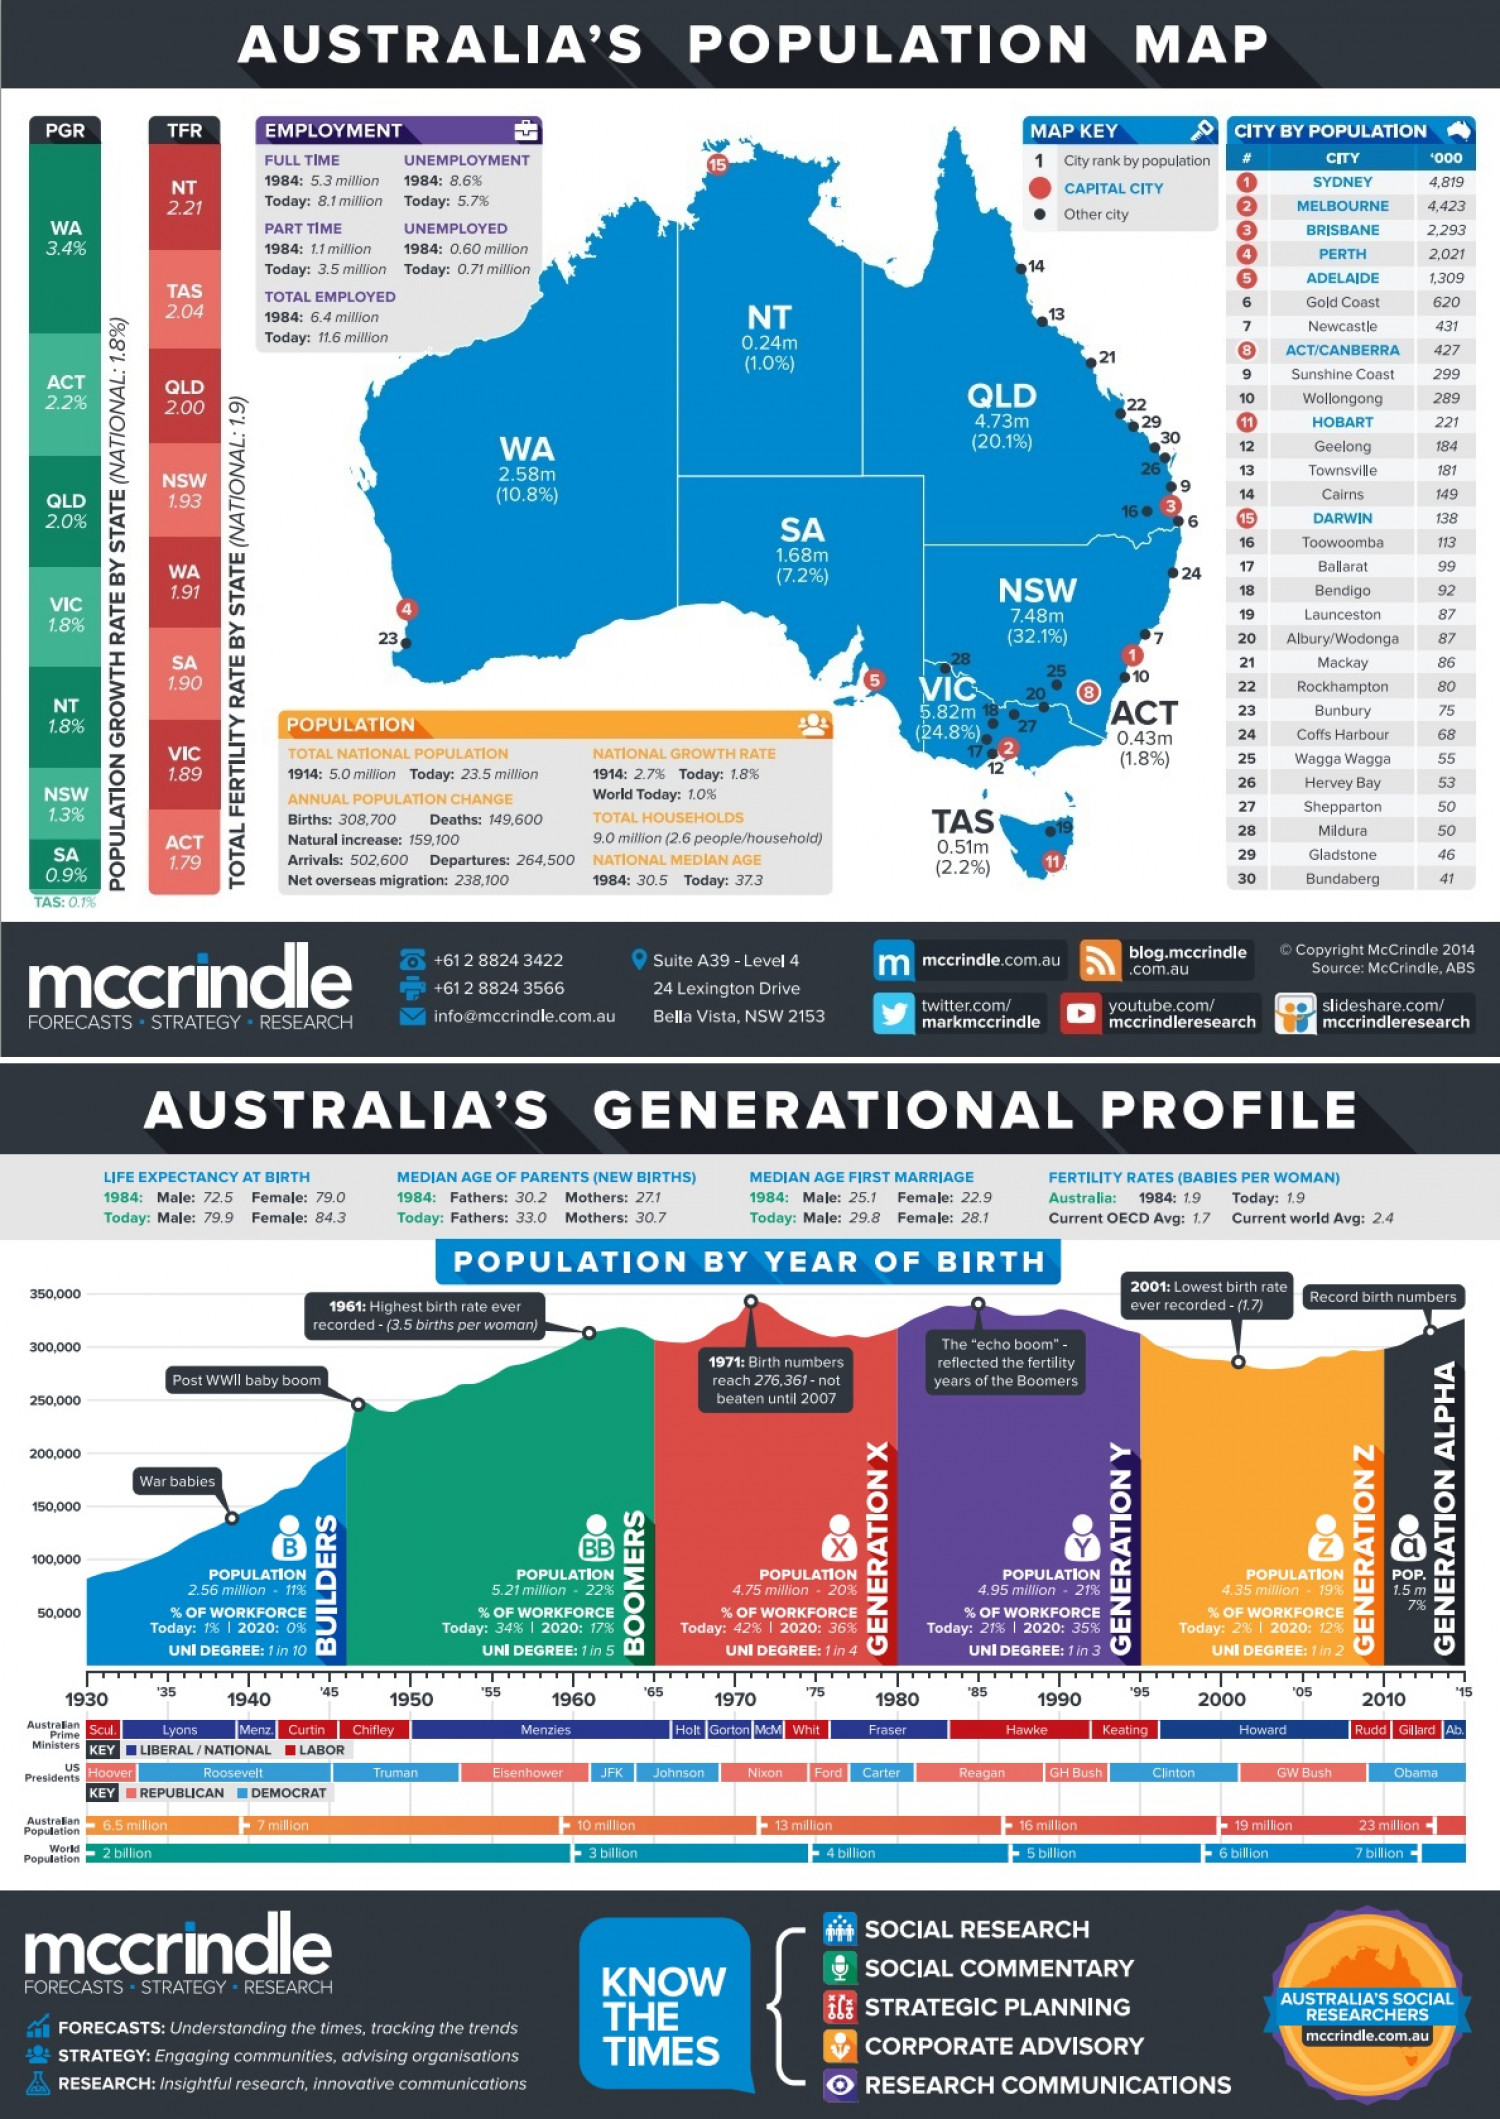 AUSTRALIA'S POPULATION MAP
PGR
WA
3.4%
ACT
2.2%
QLD
2.0%
VIC
1.8%
NT
1.8%
NSW
1.3%
SA
0.9%
TAS: 0.1%
POPULATION GROWTH RATE BY STATE (NATIONAL: 1.8%)
TFR
NT
2.21
TAS
2.04
QLD
2.00
NSW
1.93
WA
1.91
SA
1.90
VIC
1.89
ACT
1.79
TOTAL FERTILITY RATE BY STATE (NATIONAL: 1.9)
EMPLOYMENT
FULL TIME
1984: 5.3 million
Today: 8.1 million
PART TIME
1984: 1.1 million
Today: 3.5 million
TOTAL EMPLOYED
1984: 6.4 million
Today: 11.6 million
UNEMPLOYMENT
1984: 8.6%
Today: 5.7%
UNEMPLOYED
1984: 0.60 million
Today: 0.71 million
MAP KEY
1 City rank by population
CAPITAL CITY
Other city
15
14
13
21
22
29
30
26
9
3
16
6
24
7
1
10
8
25
20
28
18
27
17
2
12
5
4
23
19
11
NT
0.24m
(1.0%)
QLD
4.73m
(20.1%)
WA
2.58m
(10.8%)
SA
1.68m
(7.2%)
NSW
7.48m
(32.1%)
VIC
5.82m
(24.8%)
ACT
0.43m
(1.8%)
TAS
0.51m
(2.2%)
CITY BY POPULATION
# CITY '000
1 SYDNEY 4,819
2 MELBOURNE 4,423
3 BRISBANE 2,293
4 PERTH 2,021
5 ADELAIDE 1,309
6 Gold Coast 620
7 Newcastle 431
8 ACT/CANBERRA 427
9 Sunshine Coast 299
10 Wollongong 289
11 HOBART 221
12 Geelong 184
13 Townsville 181
14 Cairns 149
15 DARWIN 138
16 Toowoomba 113
17 Ballarat 99
18 Bendigo 92
19 Launceston 87
20 Albury/Wodonga 87
21 Mackay 86
22 Rockhampton 80
23 Bunbury 75
24 Coffs Harbour 68
25 Wagga Wagga 55
26 Hervey Bay 53
27 Shepparton 50
28 Mildura 50
29 Gladstone 46
30 Bundaberg 41
POPULATION
TOTAL NATIONAL POPULATION
1914: 5.0 million Today: 23.5 million
ANNUAL POPULATION CHANGE
Births: 308,700 Deaths: 149,600
Natural increase: 159,100
Arrivals: 502,600 Departures: 264,500
Net overseas migration: 238,100
NATIONAL GROWTH RATE
1914: 2.7% Today: 1.8%
World Today: 1.0%
TOTAL HOUSEHOLDS
9.0 million (2.6 people/household)
NATIONAL MEDIAN AGE
1984: 30.5 Today: 37.3
mccrindle
FORECASTS · STRATEGY · RESEARCH
+61 2 8824 3422
+61 2 8824 3566
info@mccrindle.com.au
Suite A39 - Level 4
24 Lexington Drive
Bella Vista, NSW 2153
m mccrindle.com.au
blog.mccrindle
.com.au
twitter.com/
markmccrindle
youtube.com/
mccrindleresearch
slideshare.com/
mccrindleresearch
© Copyright McCrindle 2014
Source: McCrindle, ABS
AUSTRALIA'S GENERATIONAL PROFILE
LIFE EXPECTANCY AT BIRTH
1984: Male: 72.5 Female: 79.0
Today: Male: 79.9 Female: 84.3
MEDIAN AGE OF PARENTS (NEW BIRTHS)
1984: Fathers: 30.2 Mothers: 27.1
Today: Fathers: 33.0 Mothers: 30.7
MEDIAN AGE FIRST MARRIAGE
1984: Male: 25.1 Female: 22.9
Today: Male: 29.8 Female: 28.1
FERTILITY RATES (BABIES PER WOMAN)
Australia: 1984: 1.9 Today: 1.9
Current OECD Avg: 1.7 Current world Avg: 2.4
POPULATION BY YEAR OF BIRTH
350,000
300,000
250,000
200,000
150,000
100,000
50,000
War babies
Post WWII baby boom
1961: Highest birth rate ever
recorded - (3.5 births per woman)
1971: Birth numbers
reach 276,361 - not
beaten until 2007
The "echo boom" -
reflected the fertility
years of the Boomers
2001: Lowest birth rate
ever recorded - (1.7)
Record birth numbers
B
POPULATION
2.56 million - 11%
% OF WORKFORCE
Today: 1% | 2020: 0%
UNI DEGREE: 1 in 10
BUILDERS
BB
POPULATION
5.21 million - 22%
% OF WORKFORCE
Today: 34% | 2020: 17%
UNI DEGREE: 1 in 5
BOOMERS
X
POPULATION
4.75 million - 20%
% OF WORKFORCE
Today: 42% | 2020: 36%
UNI DEGREE: 1 in 4
GENERATION X
Y
POPULATION
4.95 million - 21%
% OF WORKFORCE
Today: 21% | 2020: 35%
UNI DEGREE: 1 in 3
GENERATION Y
Z
POPULATION
4.35 million - 19%
% OF WORKFORCE
Today: 2% | 2020: 12%
UNI DEGREE: 1 in 2
GENERATION Z
α
POP.
1.5 m
7%
GENERATION ALPHA
1930 '35 1940 '45 1950 '55 1960 '65 1970 '75 1980 '85 1990 '95 2000 '05 2010 '15
Australian
Prime
Ministers
Scul. Lyons Menz. Curtin Chifley Menzies Holt Gorton McM Whit Fraser Hawke Keating Howard Rudd Gillard Ab.
KEY LIBERAL / NATIONAL LABOR
US
Presidents
Hoover Roosevelt Truman Eisenhower JFK Johnson Nixon Ford Carter Reagan GH Bush Clinton GW Bush Obama
KEY REPUBLICAN DEMOCRAT
Australian
Population
6.5 million 7 million 10 million 13 million 16 million 19 million 23 million
World
Population
2 billion 3 billion 4 billion 5 billion 6 billion 7 billion
mccrindle
FORECASTS · STRATEGY · RESEARCH
FORECASTS: Understanding the times, tracking the trends
STRATEGY: Engaging communities, advising organisations
RESEARCH: Insightful research, innovative communications
KNOW
THE
TIMES
SOCIAL RESEARCH
SOCIAL COMMENTARY
STRATEGIC PLANNING
CORPORATE ADVISORY
RESEARCH COMMUNICATIONS
AUSTRALIA'S SOCIAL
RESEARCHERS
mccrindle.com.au